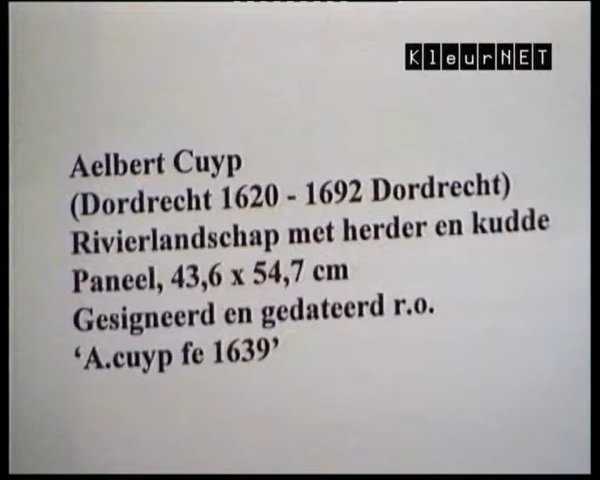 KleurNET
Aelbert Cuyp
(Dordrecht 1620 - 1692 Dordrecht)
Rivierlandschap met herder en kudde
Paneel, 43,6 x 54,7 cm
Gesigneerd en gedateerd r.o.
‘A.cuyp fe 1639’